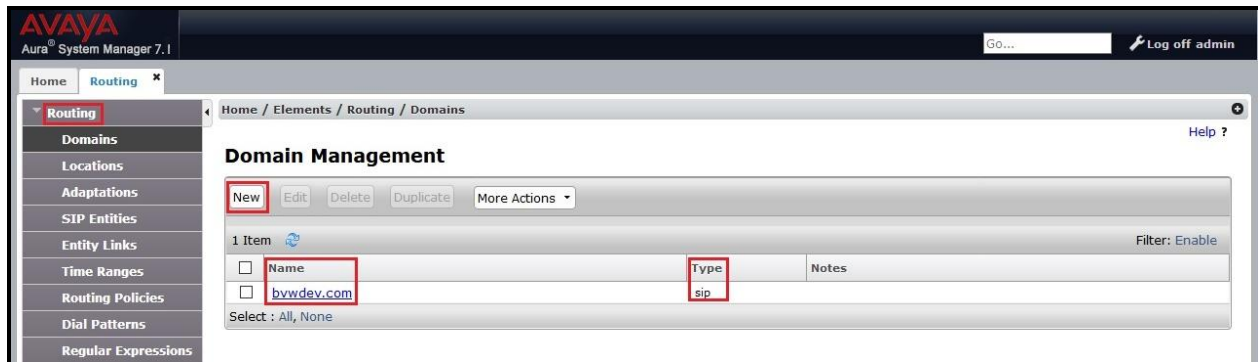 AVAYA
Aura® System Manager 7.1
Go...
Log off admin
Home
Routing ×
Routing
Domains
Locations
Adaptations
SIP Entities
Entity Links
Time Ranges
Routing Policies
Dial Patterns
Regular Expressions
Home / Elements / Routing / Domains
Help ?
Domain Management
New Edit Delete Duplicate More Actions
1 Item
Filter: Enable
Name Type Notes
bvwdev.com sip
Select : All, None